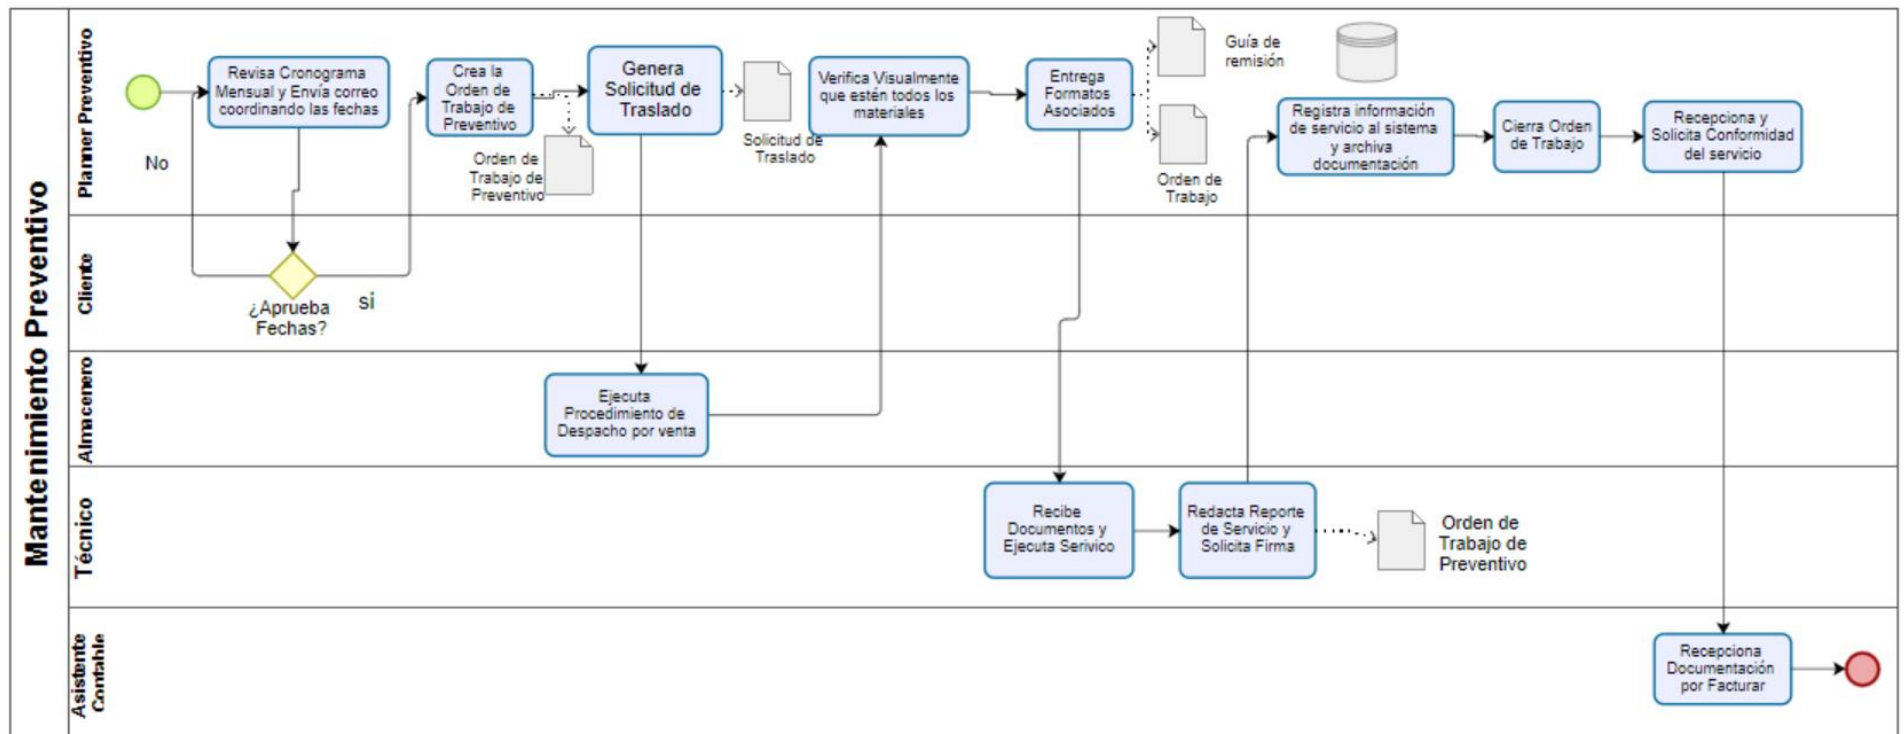 Mantenimiento Preventivo
Planner Preventivo
Revisa Cronograma
Mensual y Envía correo
coordinando las fechas
No
Crea la
Orden de
Trabajo de
Preventivo
Orden de
Trabajo de
Preventivo
Genera
Solicitud de
Traslado
Solicitud de
Traslado
Verifica Visualmente
que estén todos los
materiales
Entrega
Formatos
Asociados
Guía de
remisión
Orden de
Trabajo
Registra información
de servicio al sistema
y archiva
documentación
Cierra Orden
de Trabajo
Recepciona y
Solicita Conformidad
del servicio
Cliente
¿Aprueba
Fechas?
si
Almacenero
Ejecuta
Procedimiento de
Despacho por venta
Técnico
Recibe
Documentos y
Ejecuta Serivico
Redacta Reporte
de Servicio y
Solicita Firma
Orden de
Trabajo de
Preventivo
Asistente
Contable
Recepciona
Documentación
por Facturar